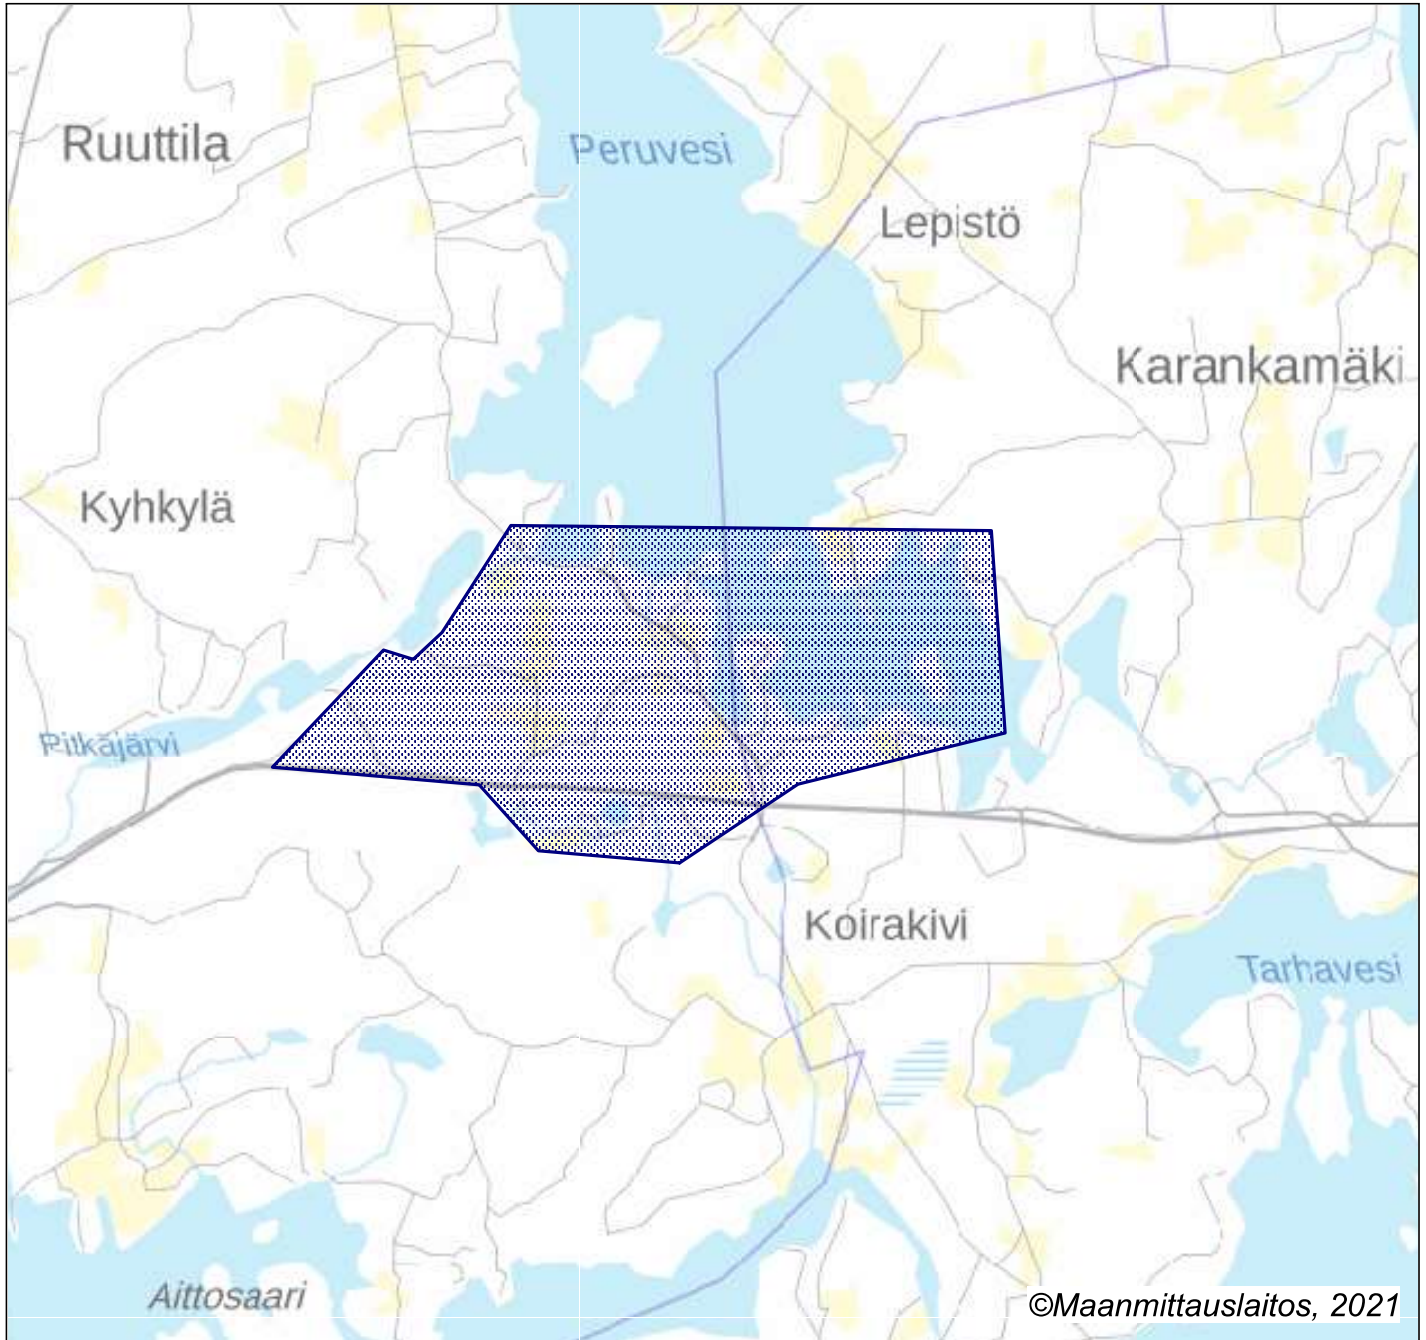 Ruuttila
Peruvesi
Lepistö
Karankamäki
Kyhkylä
Pitkäjärvi
Koirakivi
Tarhavesi
Aittosaari
©Maanmittauslaitos, 2021